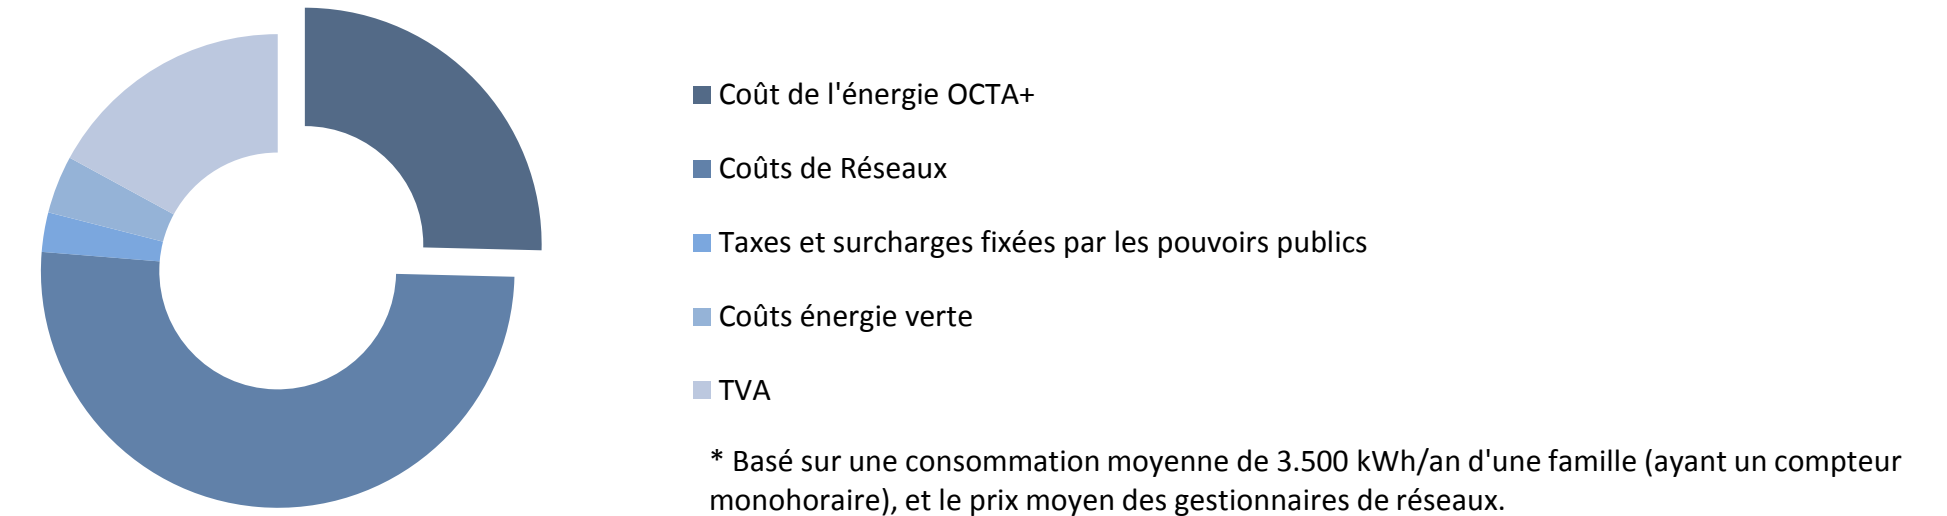 Coût de l'énergie OCTA+
Coûts de Réseaux
Taxes et surcharges fixées par les pouvoirs publics
Coûts énergie verte
TVA
* Basé sur une consommation moyenne de 3.500 kWh/an d'une famille (ayant un compteur
monohoraire), et le prix moyen des gestionnaires de réseaux.